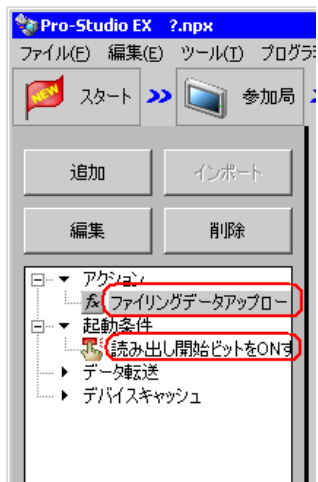 Pro-Studio EX ?.npx
ファイル(F) 編集(E) ツール(T) プログラ
NEW スタート 参加局
追加 インポート
編集 削除
アクション
fx ファイリングデータアップロー
起動条件
読み出し開始ビットをONす
データ転送
デバイスキャッシュ